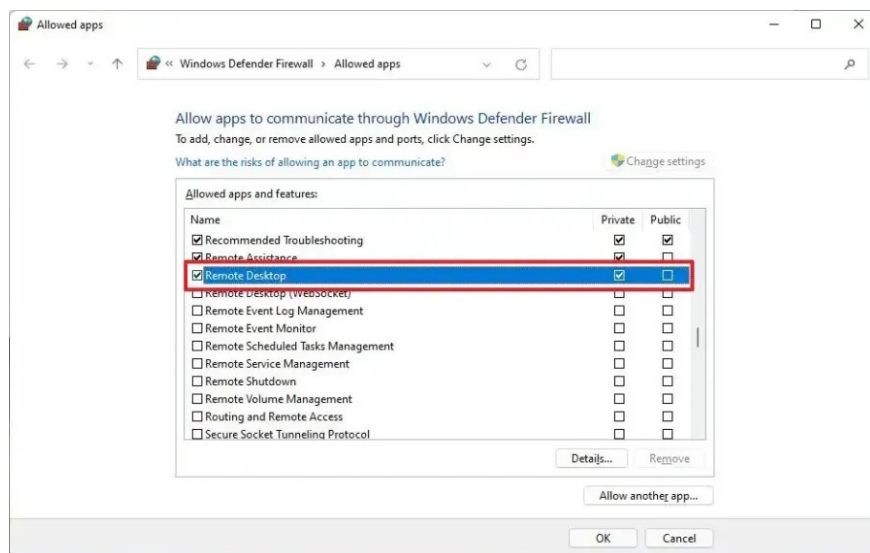 Allowed apps
« Windows Defender Firewall › Allowed apps
Allow apps to communicate through Windows Defender Firewall
To add, change, or remove allowed apps and ports, click Change settings.
What are the risks of allowing an app to communicate?
Change settings
Allowed apps and features:
Name Private Public
Recommended Troubleshooting
Remote Assistance
Remote Desktop
Remote Desktop (WebSocket)
Remote Event Log Management
Remote Event Monitor
Remote Scheduled Tasks Management
Remote Service Management
Remote Shutdown
Remote Volume Management
Routing and Remote Access
Secure Socket Tunneling Protocol
Details... Remove
Allow another app...
OK Cancel